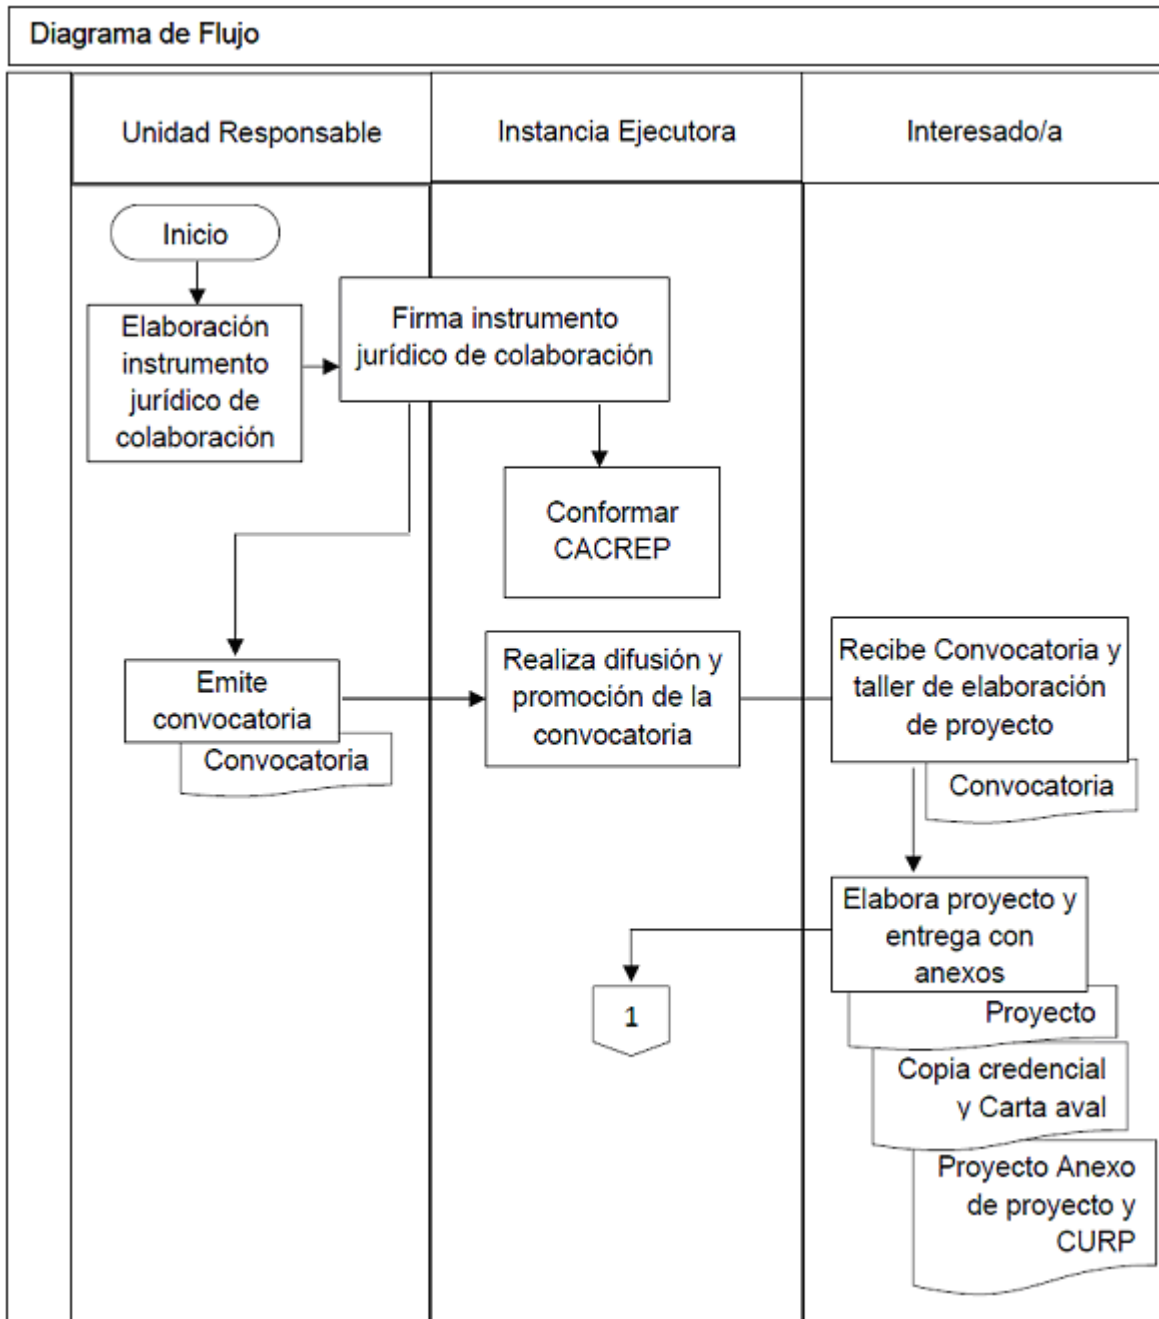 Diagrama de Flujo
Unidad Responsable
Instancia Ejecutora
Interesado/a
Inicio
Elaboración
instrumento
jurídico de
colaboración
Firma instrumento
jurídico de colaboración
Conformar
CACREP
Emite
convocatoria
Convocatoria
Realiza difusión y
promoción de la
convocatoria
Recibe Convocatoria y
taller de elaboración
de proyecto
Convocatoria
Elabora proyecto y
entrega con
anexos
1
Proyecto
Copia credencial
y Carta aval
Proyecto Anexo
de proyecto y
CURP